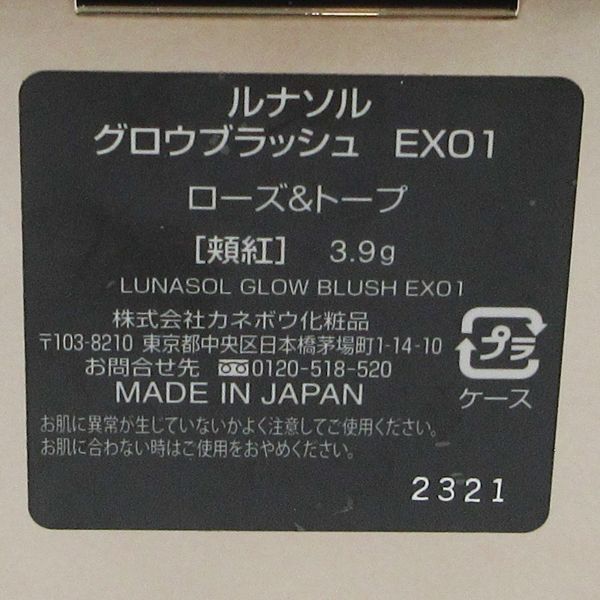 ルナソル
グロウブラッシュ EX01
ローズ&トープ
[頬紅] 3.9g
LUNASOL GLOW BLUSH EX01
株式会社カネボウ化粧品
〒103-8210 東京都中央区日本橋茅場町1-14-10
お問合せ先 0120-518-520
MADE IN JAPAN
プラ
ケース
お肌に異常が生じていないかよく注意してご使用ください。
お肌に合わない時はご使用をおやめください。
2321